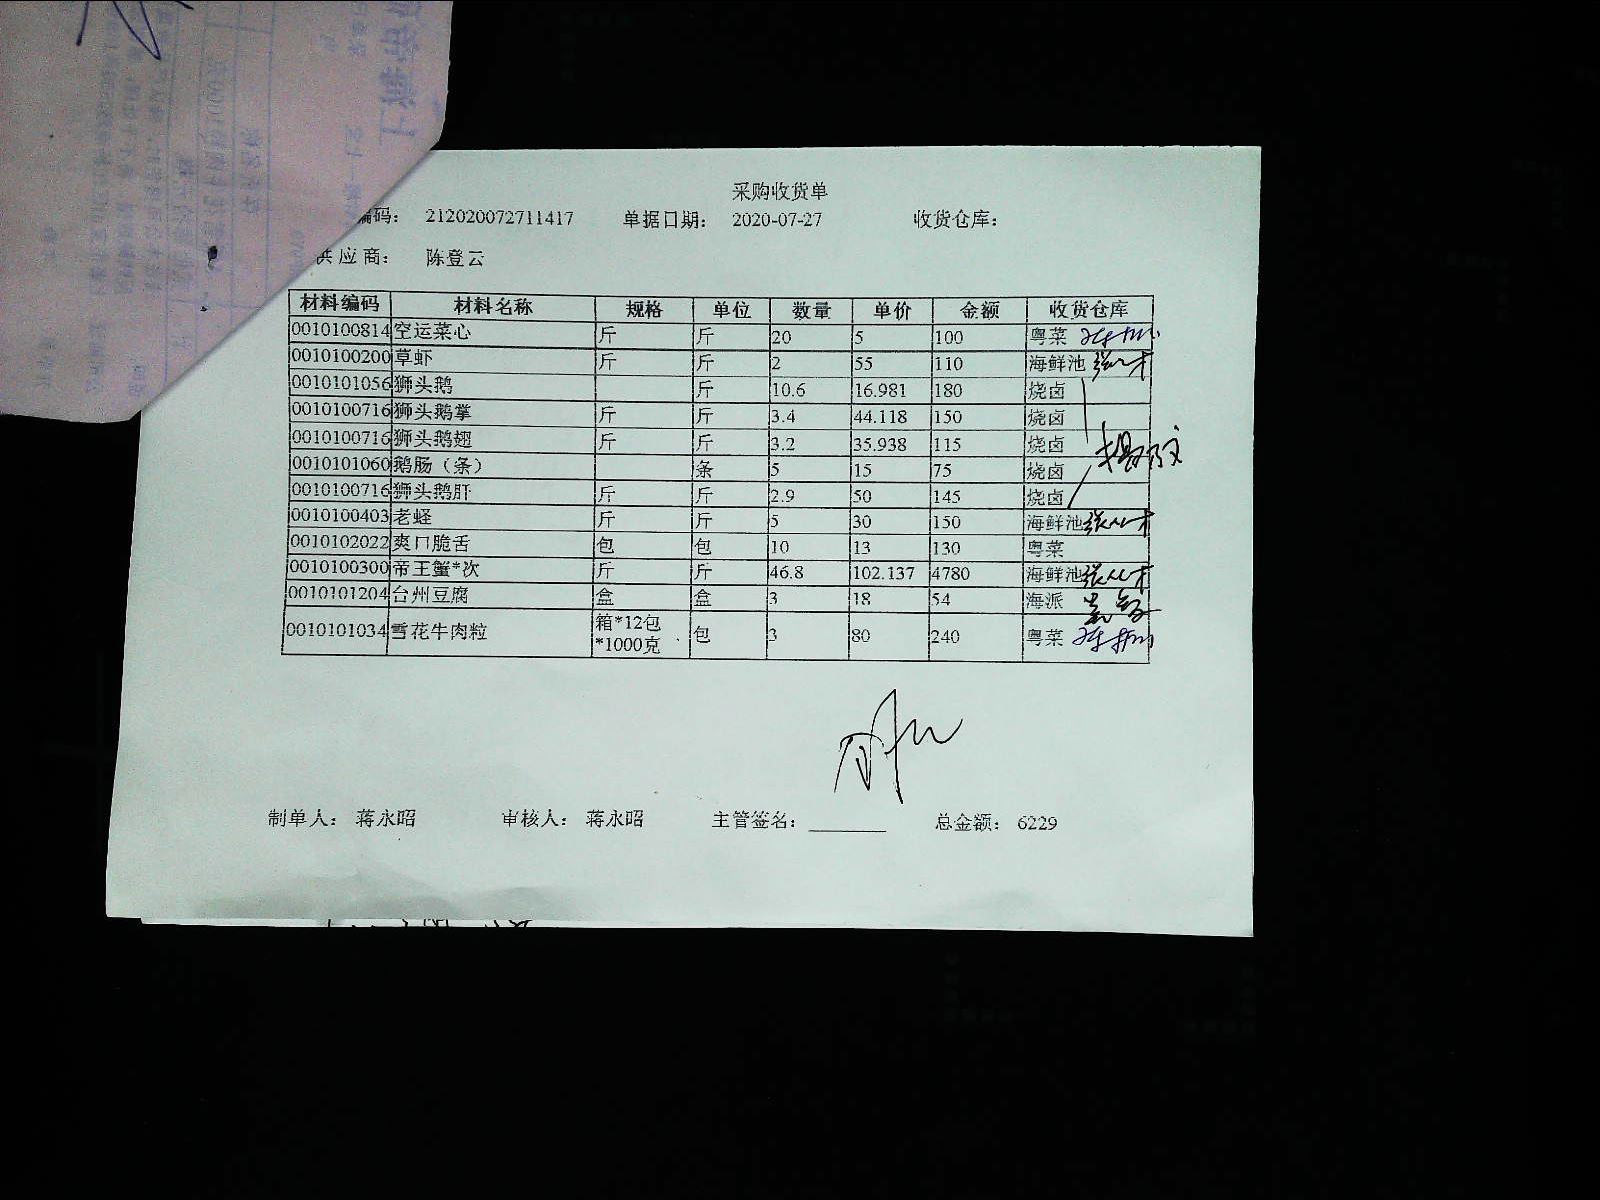 采购收货单
编码： 212020072711417 单据日期： 2020-07-27 收货仓库：
供应商： 陈登云
材料编码 材料名称 规格 单位 数量 单价 金额 收货仓库
0010100814 空运菜心 斤 斤 20 5 100 粤菜
0010100200 草虾 斤 斤 2 55 110 海鲜池
0010101056 狮头鹅 斤 10.6 16.981 180 烧卤
0010100716 狮头鹅掌 斤 斤 3.4 44.118 150 烧卤
0010100716 狮头鹅翅 斤 斤 3.2 35.938 115 烧卤
0010101060 鹅肠（条） 条 5 15 75 烧卤
0010100716 狮头鹅肝 斤 斤 2.9 50 145 烧卤
0010100403 老蛏 斤 斤 5 30 150 海鲜池
0010102022 爽口脆舌 包 包 10 13 130 粤菜
0010100300 帝王蟹*次 斤 斤 46.8 102.137 4780 海鲜池
0010101204 台州豆腐 盒 盒 3 18 54 海派
0010101034 雪花牛肉粒 箱*12包 包 3 80 240 粤菜
*1000克
制单人： 蒋永昭 审核人： 蒋永昭 主管签名： 总金额： 6229